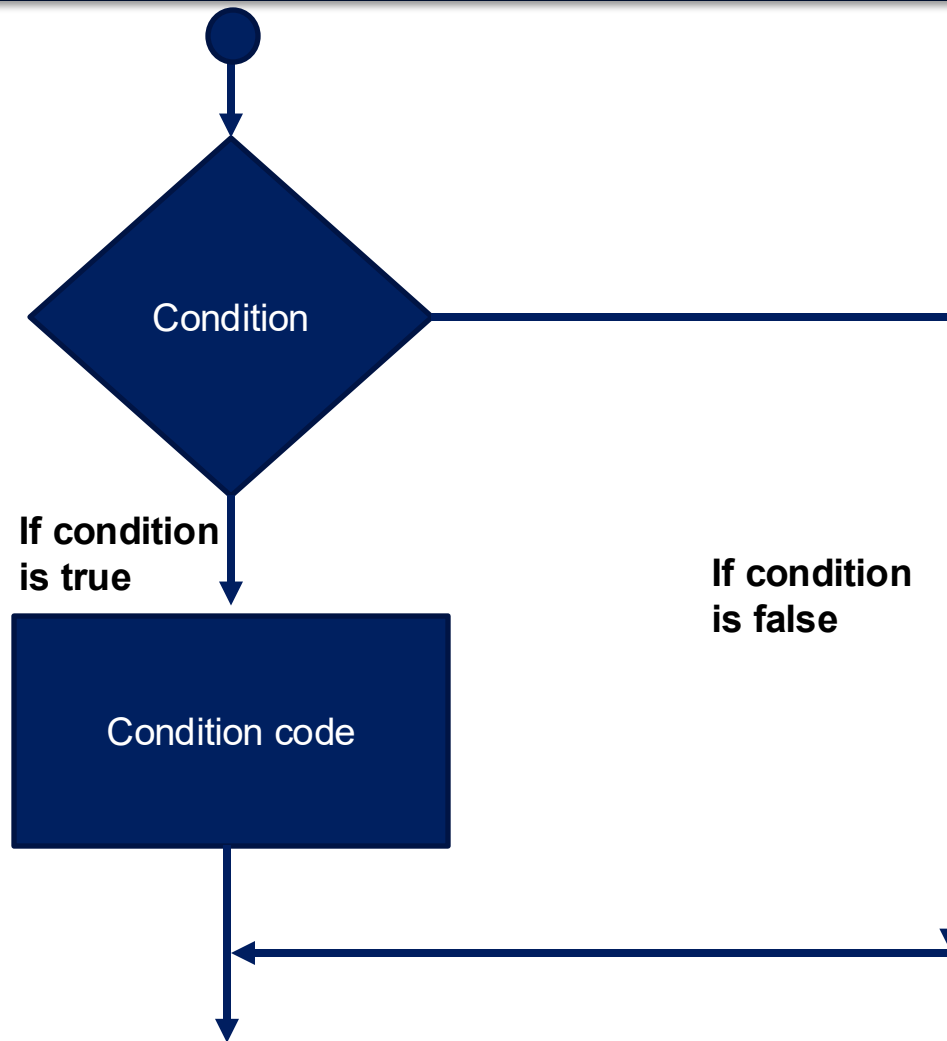 Condition
If condition
is true
If condition
is false
Condition code